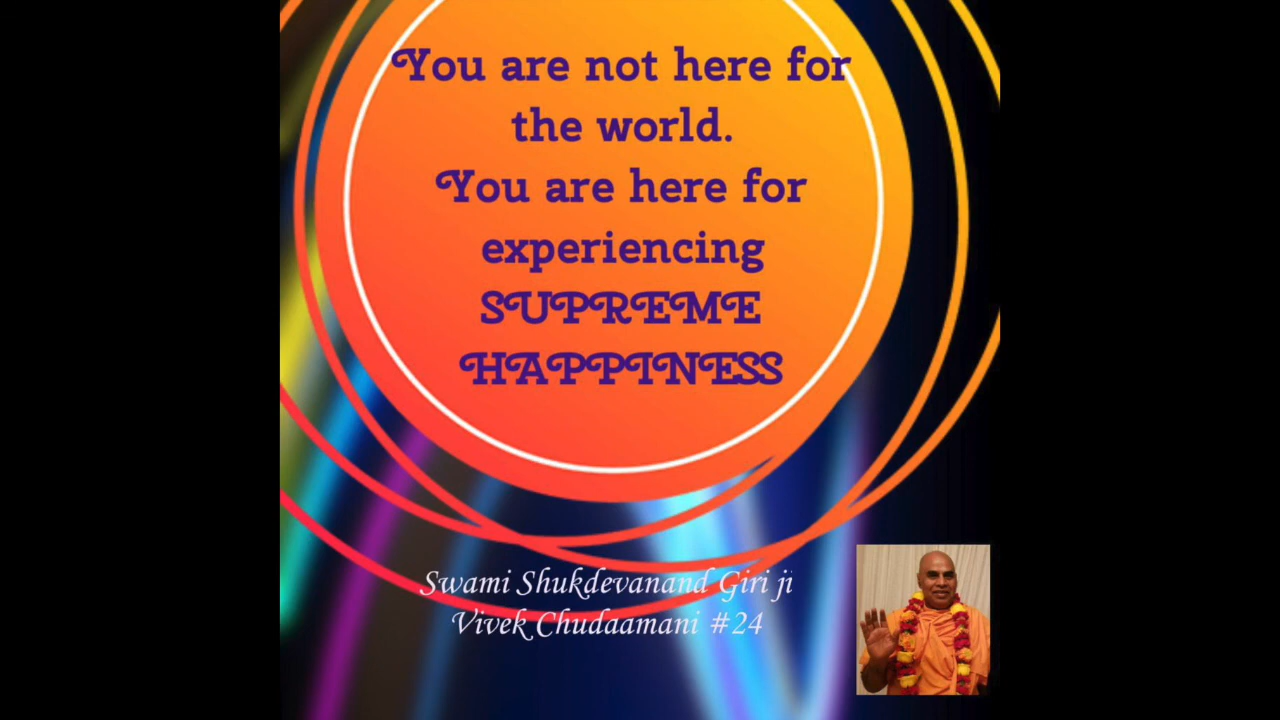 You are not here for
the world.
You are here for
experiencing
SUPREME
HAPPINESS
Swami Shukdevanand Giri ji
Vivek Chudaamani #24